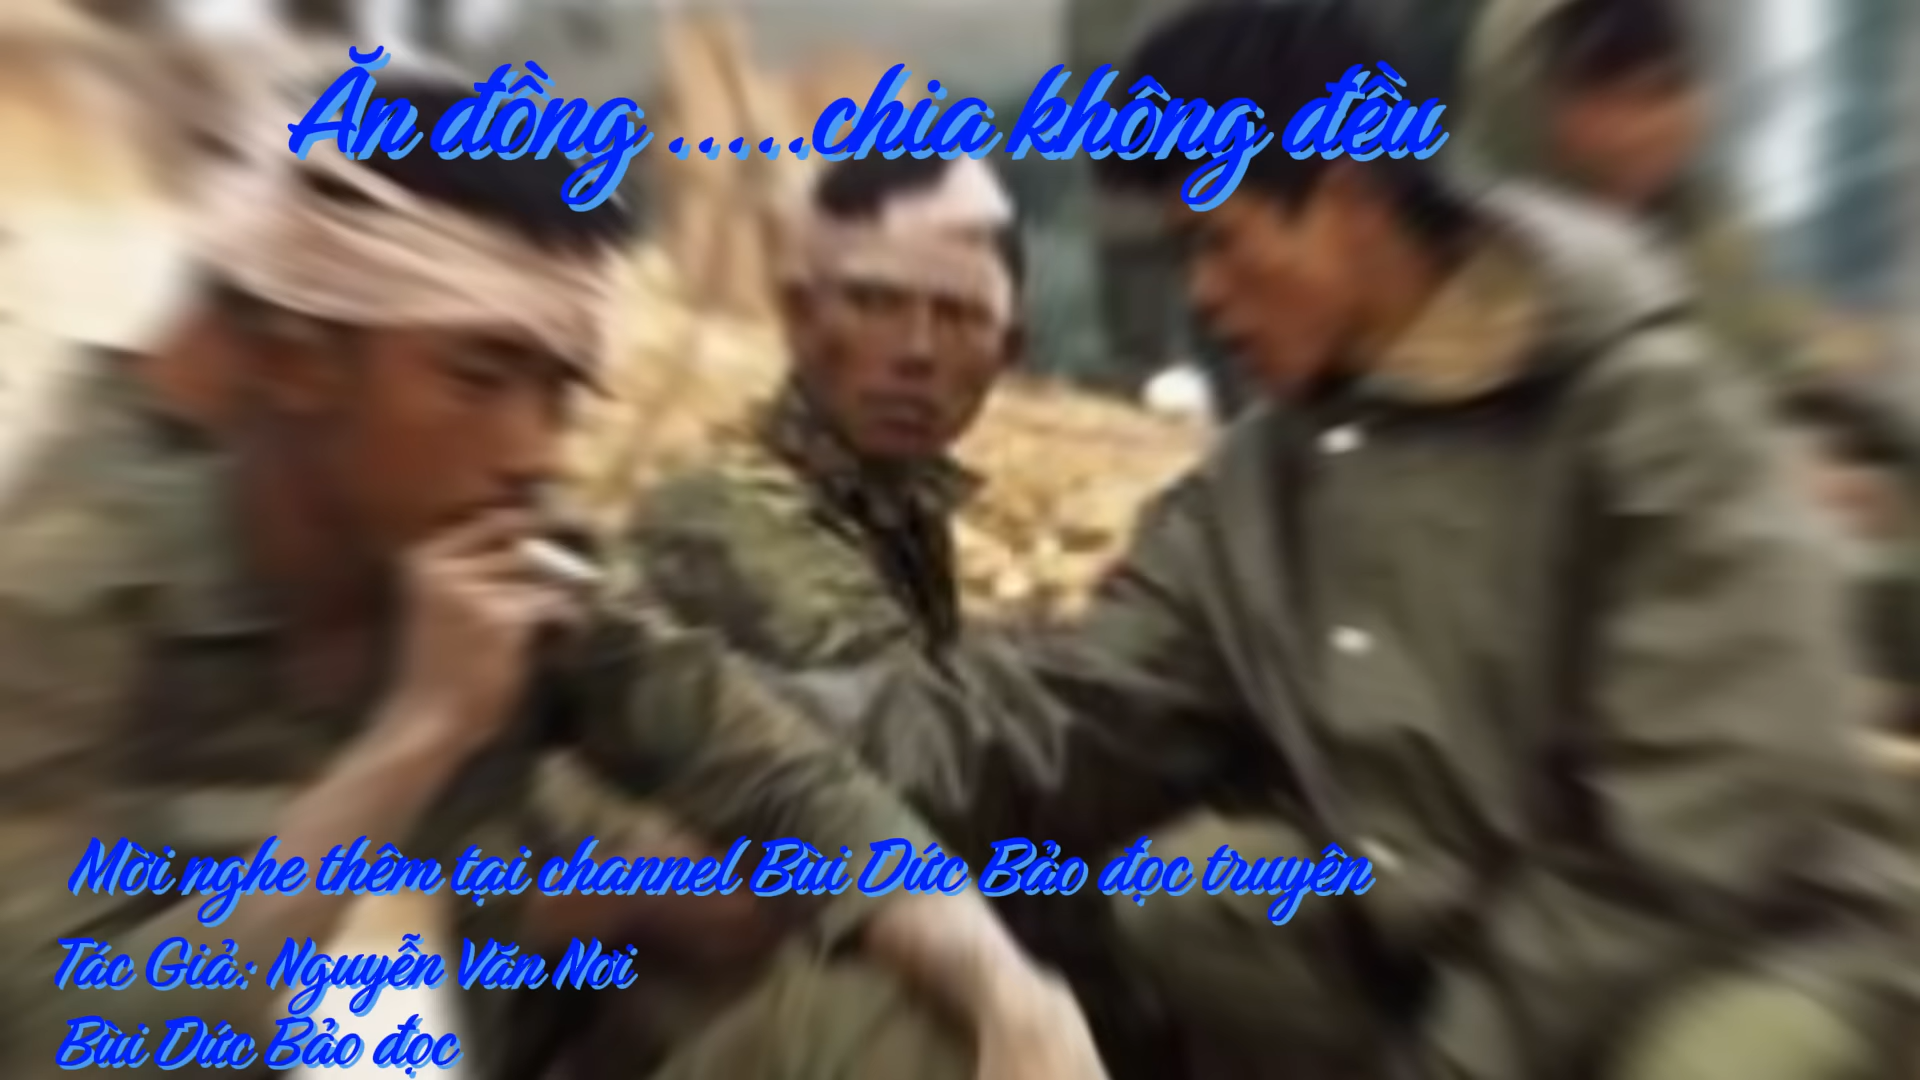 Ăn đồng .....chia không đều
Mời nghe thêm tại channel Bùi Đức Bảo đọc truyện
Tác Giả: Nguyễn Văn Nơi
Bùi Đức Bảo đọc